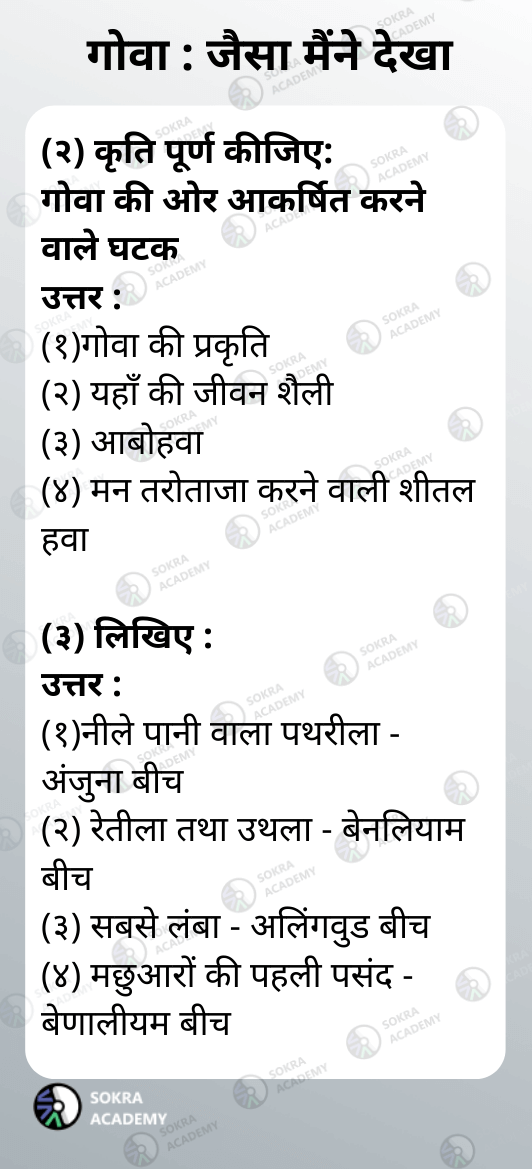 गोवा : जैसा मैंने देखा
(२) कृति पूर्ण कीजिए:
गोवा की ओर आकर्षित करने
वाले घटक
उत्तर :
(१)गोवा की प्रकृति
(२) यहाँ की जीवन शैली
(३) आबोहवा
(४) मन तरोताजा करने वाली शीतल
हवा
(३) लिखिए :
उत्तर :
(१)नीले पानी वाला पथरीला -
अंजुना बीच
(२) रेतीला तथा उथला - बेनलियाम
बीच
(३) सबसे लंबा - अलिंगवुड बीच
(४) मछुआरों की पहली पसंद -
बेणालीयम बीच
SOKRA
ACADEMY